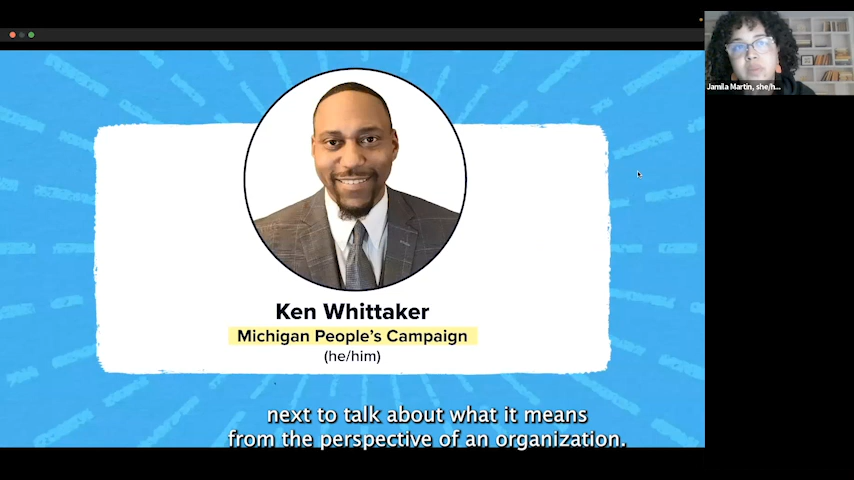 Jamila Martin, she/h...
Ken Whittaker
Michigan People's Campaign
(he/him)
next to talk about what it means
from the perspective of an organization.